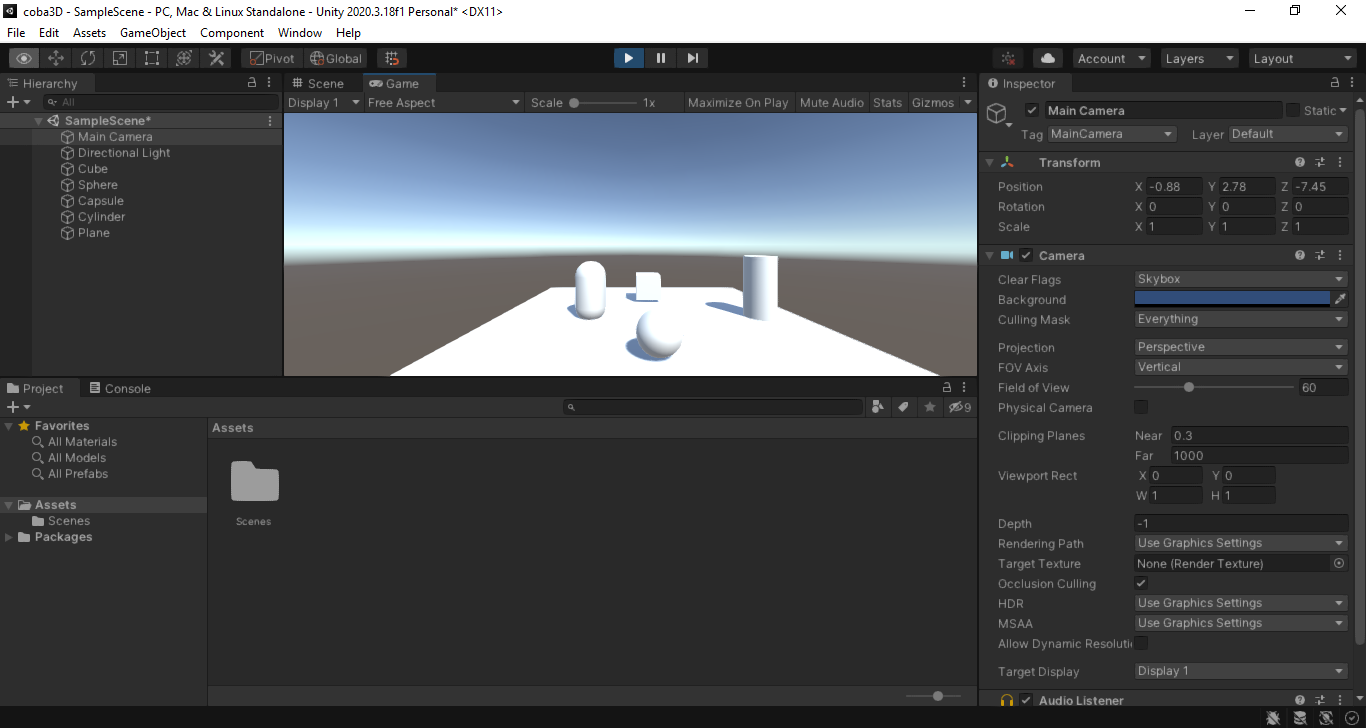 coba3D - SampleScene - PC, Mac & Linux Standalone - Unity 2020.3.18f1 Personal* <DX11>
File Edit Assets GameObject Component Window Help
Pivot Global Account Layers Layout
Hierarchy
All
SampleScene*
Main Camera
Directional Light
Cube
Sphere
Capsule
Cylinder
Plane
Scene Game
Display 1 Free Aspect Scale 1x Maximize On Play Mute Audio Stats Gizmos
Project Console
9
Favorites
All Materials
All Models
All Prefabs
Assets
Scenes
Packages
Assets
Scenes
Inspector
Main Camera Static
Tag MainCamera Layer Default
Transform
Position X -0.88 Y 2.78 Z -7.45
Rotation X 0 Y 0 Z 0
Scale X 1 Y 1 Z 1
Camera
Clear Flags Skybox
Background
Culling Mask Everything
Projection Perspective
FOV Axis Vertical
Field of View 60
Physical Camera
Clipping Planes Near 0.3
Far 1000
Viewport Rect X 0 Y 0
W 1 H 1
Depth -1
Rendering Path Use Graphics Settings
Target Texture None (Render Texture)
Occlusion Culling
HDR Use Graphics Settings
MSAA Use Graphics Settings
Allow Dynamic Resoluti
Target Display Display 1
Audio Listener